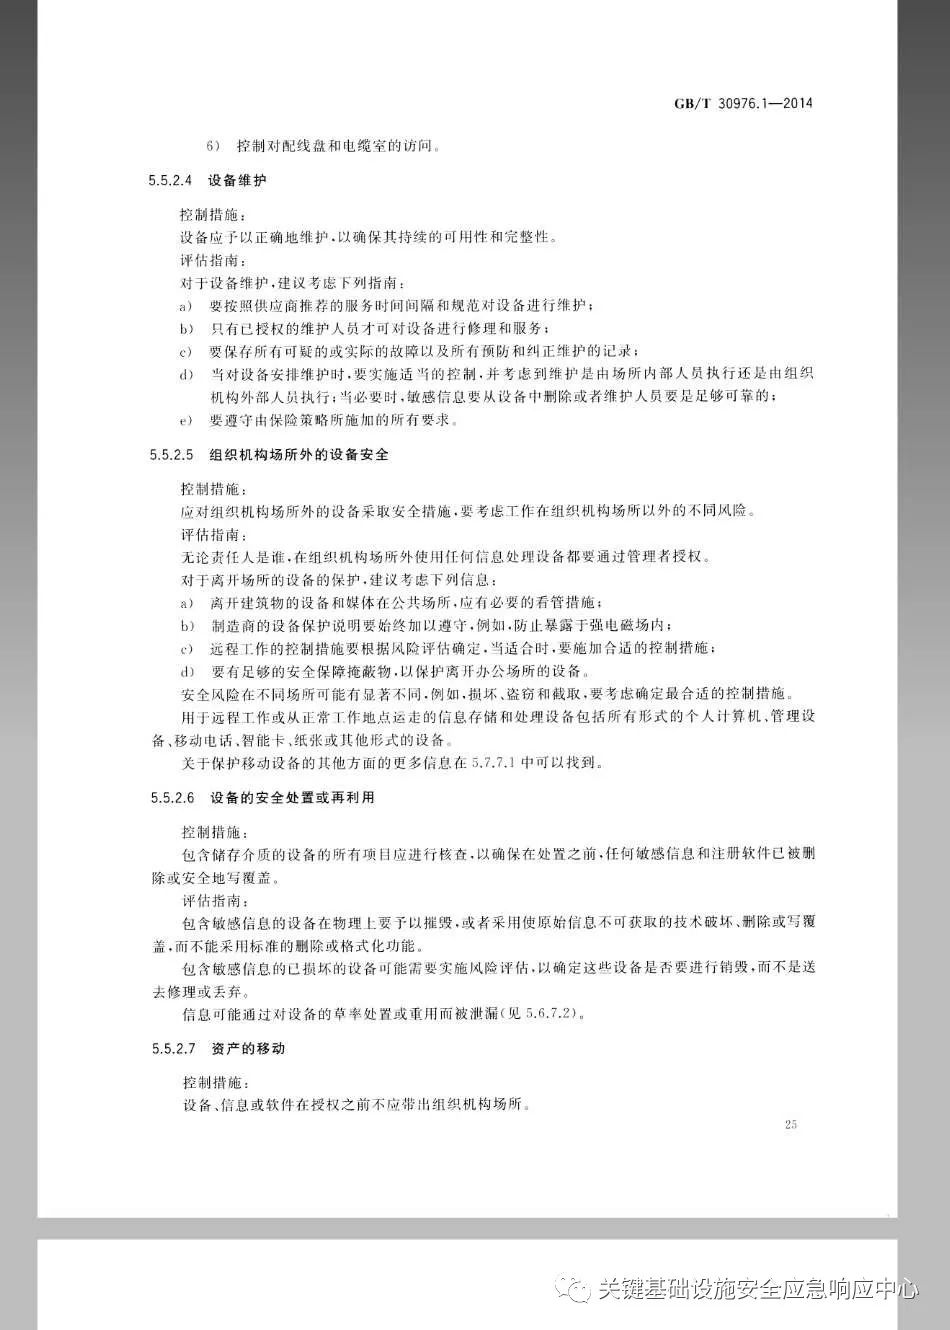 GB/T 30976.1—2014
6） 控制对配线盘和电缆室的访问。
5.5.2.4 设备维护
控制措施：
设备应予以正确地维护,以确保其持续的可用性和完整性。
评估指南：
对于设备维护,建议考虑下列指南：
a） 要按照供应商推荐的服务时间间隔和规范对设备进行维护；
b） 只有已授权的维护人员才可对设备进行修理和服务；
c） 要保存所有可疑的或实际的故障以及所有预防和纠正维护的记录；
d） 当对设备安排维护时,要实施适当的控制,并考虑到维护是由场所内部人员执行还是由组织
机构外部人员执行；当必要时,敏感信息要从设备中删除或者维护人员要是足够可靠的；
e） 要遵守由保险策略所施加的所有要求。
5.5.2.5 组织机构场所外的设备安全
控制措施：
应对组织机构场所外的设备采取安全措施,要考虑工作在组织机构场所以外的不同风险。
评估指南：
无论责任人是谁,在组织机构场所外使用任何信息处理设备都要通过管理者授权。
对于离开场所的设备的保护,建议考虑下列信息：
a） 离开建筑物的设备和媒体在公共场所,应有必要的看管措施；
b） 制造商的设备保护说明要始终加以遵守,例如,防止暴露于强电磁场内；
c） 远程工作的控制措施要根据风险评估确定,当适合时,要施加合适的控制措施；
d） 要有足够的安全保障掩蔽物,以保护离开办公场所的设备。
安全风险在不同场所可能有显著不同,例如,损坏、盗窃和截取,要考虑确定最合适的控制措施。
用于远程工作或从正常工作地点运走的信息存储和处理设备包括所有形式的个人计算机、管理设
备、移动电话、智能卡、纸张或其他形式的设备。
关于保护移动设备的其他方面的更多信息在 5.7.7.1 中可以找到。
5.5.2.6 设备的安全处置或再利用
控制措施：
包含储存介质的设备的所有项目应进行核查,以确保在处置之前,任何敏感信息和注册软件已被删
除或安全地写覆盖。
评估指南：
包含敏感信息的设备在物理上要予以摧毁,或者采用使原始信息不可获取的技术破坏、删除或写覆
盖,而不能采用标准的删除或格式化功能。
包含敏感信息的已损坏的设备可能需要实施风险评估,以确定这些设备是否要进行销毁,而不是送
去修理或丢弃。
信息可能通过对设备的草率处置或重用而被泄漏(见 5.6.7.2)。
5.5.2.7 资产的移动
控制措施：
设备、信息或软件在授权之前不应带出组织机构场所。
25
关键基础设施安全应急响应中心